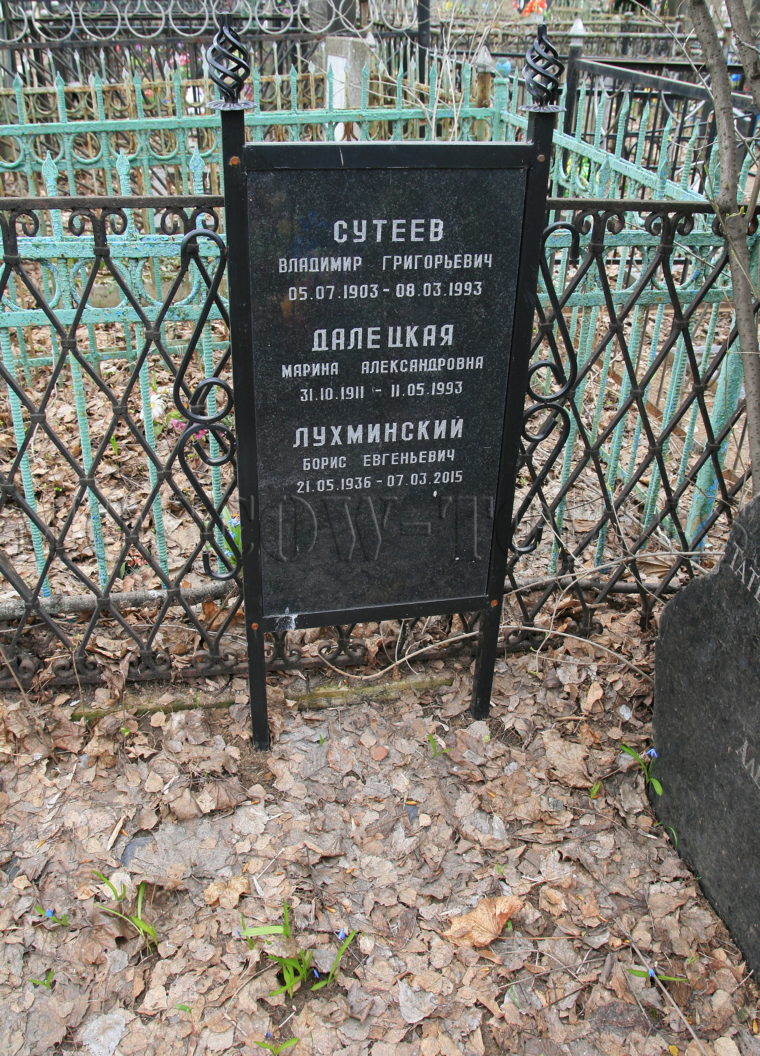 СУТЕЕВ
ВЛАДИМИР ГРИГОРЬЕВИЧ
05.07.1903 - 08.03.1993
ДАЛЕЦКАЯ
МАРИНА АЛЕКСАНДРОВНА
31.10.1911 - 11.05.1993
ЛУХМИНСКИЙ
БОРИС ЕВГЕНЬЕВИЧ
21.05.1936 - 07.03.2015